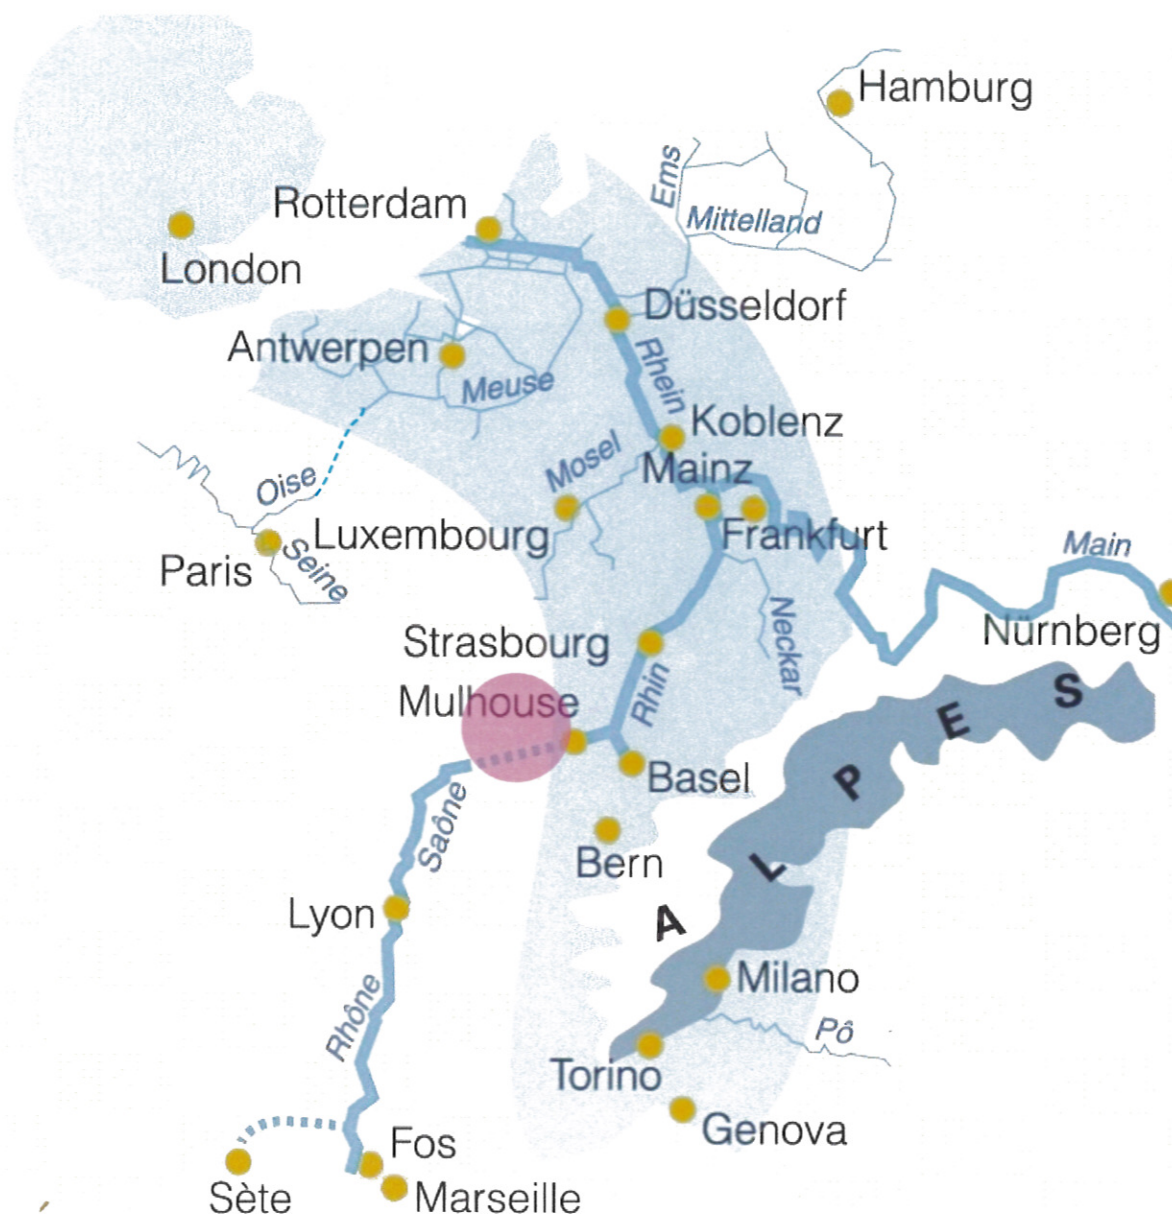 Hamburg
Ems
Rotterdam
Mittelland
London
Düsseldorf
Antwerpen
Rhein
Meuse
Koblenz
Mosel
Mainz
Oise
Luxembourg
Frankfurt
Paris
Seine
Main
Neckar
Nürnberg
Strasbourg
Rhin
Mulhouse
Basel
Saône
Bern
ALPES
Lyon
Milano
Rhône
Pô
Torino
Genova
Fos
Sète
Marseille